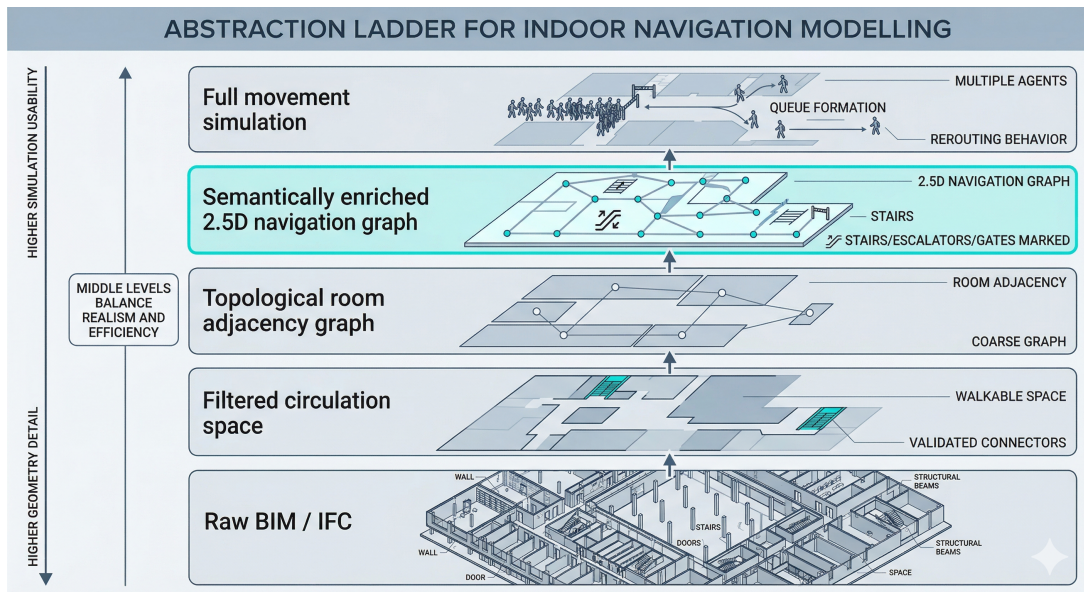 ABSTRACTION LADDER FOR INDOOR NAVIGATION MODELLING
HIGHER SIMULATION USABILITY
HIGHER GEOMETRY DETAIL
MIDDLE LEVELS
BALANCE
REALISM AND
EFFICIENCY
Full movement
simulation
MULTIPLE AGENTS
QUEUE FORMATION
REROUTING BEHAVIOR
Semantically enriched
2.5D navigation graph
2.5D NAVIGATION GRAPH
STAIRS
STAIRS/ESCALATORS/GATES MARKED
Topological room
adjacency graph
ROOM ADJACENCY
COARSE GRAPH
Filtered circulation
space
WALKABLE SPACE
VALIDATED CONNECTORS
Raw BIM / IFC
WALL
STRUCTURAL
BEAMS
STAIRS
DOORS
WALL
STRUCTURAL
BEAMS
DOOR
SPACE